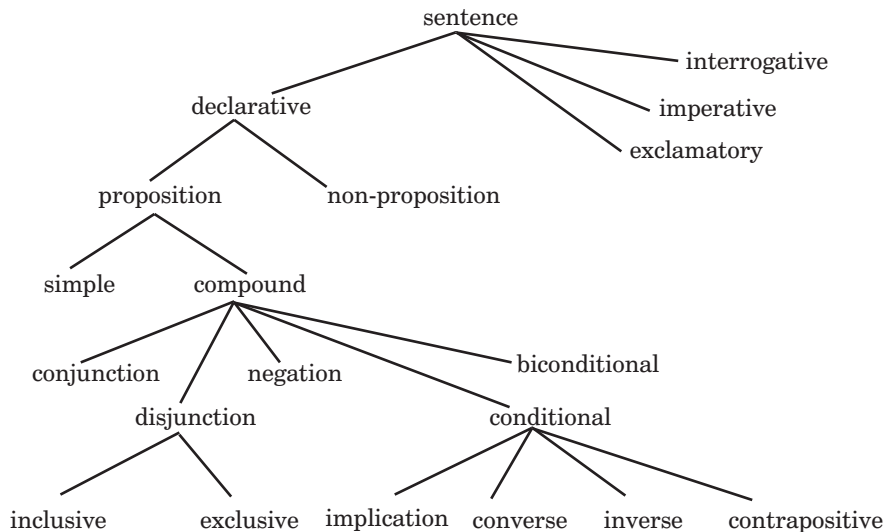 sentence
interrogative
declarative
imperative
exclamatory
proposition
non-proposition
simple
compound
conjunction
negation
biconditional
disjunction
conditional
inclusive
exclusive
implication
converse
inverse
contrapositive